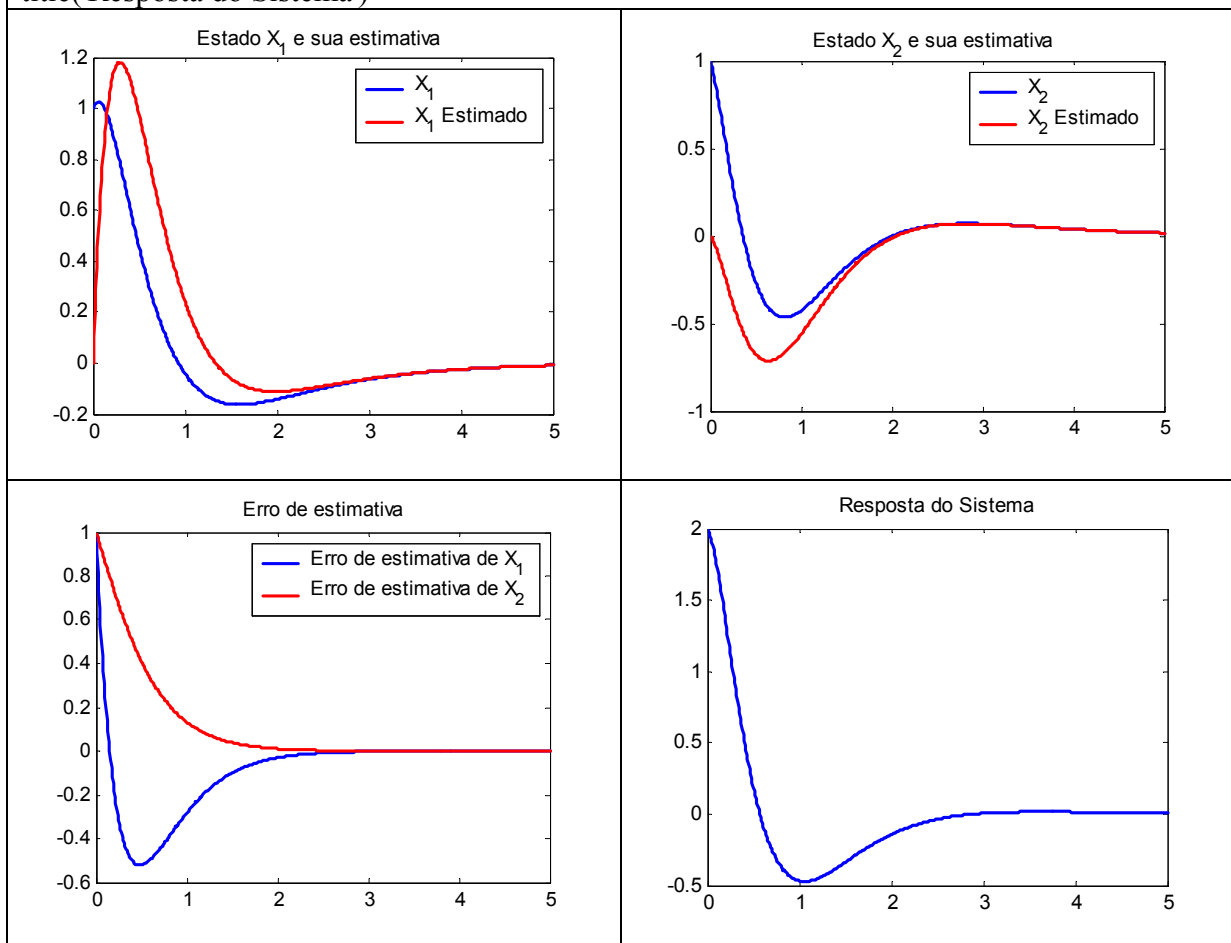 title('Resposta do Sistema')
Estado X1 e sua estimativa
1.2
1
0.8
0.6
0.4
0.2
0
-0.2
0 1 2 3 4 5
X1
X1 Estimado
Estado X2 e sua estimativa
1
0.5
0
-0.5
-1
0 1 2 3 4 5
X2
X2 Estimado
Erro de estimativa
1
0.8
0.6
0.4
0.2
0
-0.2
-0.4
-0.6
0 1 2 3 4 5
Erro de estimativa de X1
Erro de estimativa de X2
Resposta do Sistema
2
1.5
1
0.5
0
-0.5
0 1 2 3 4 5